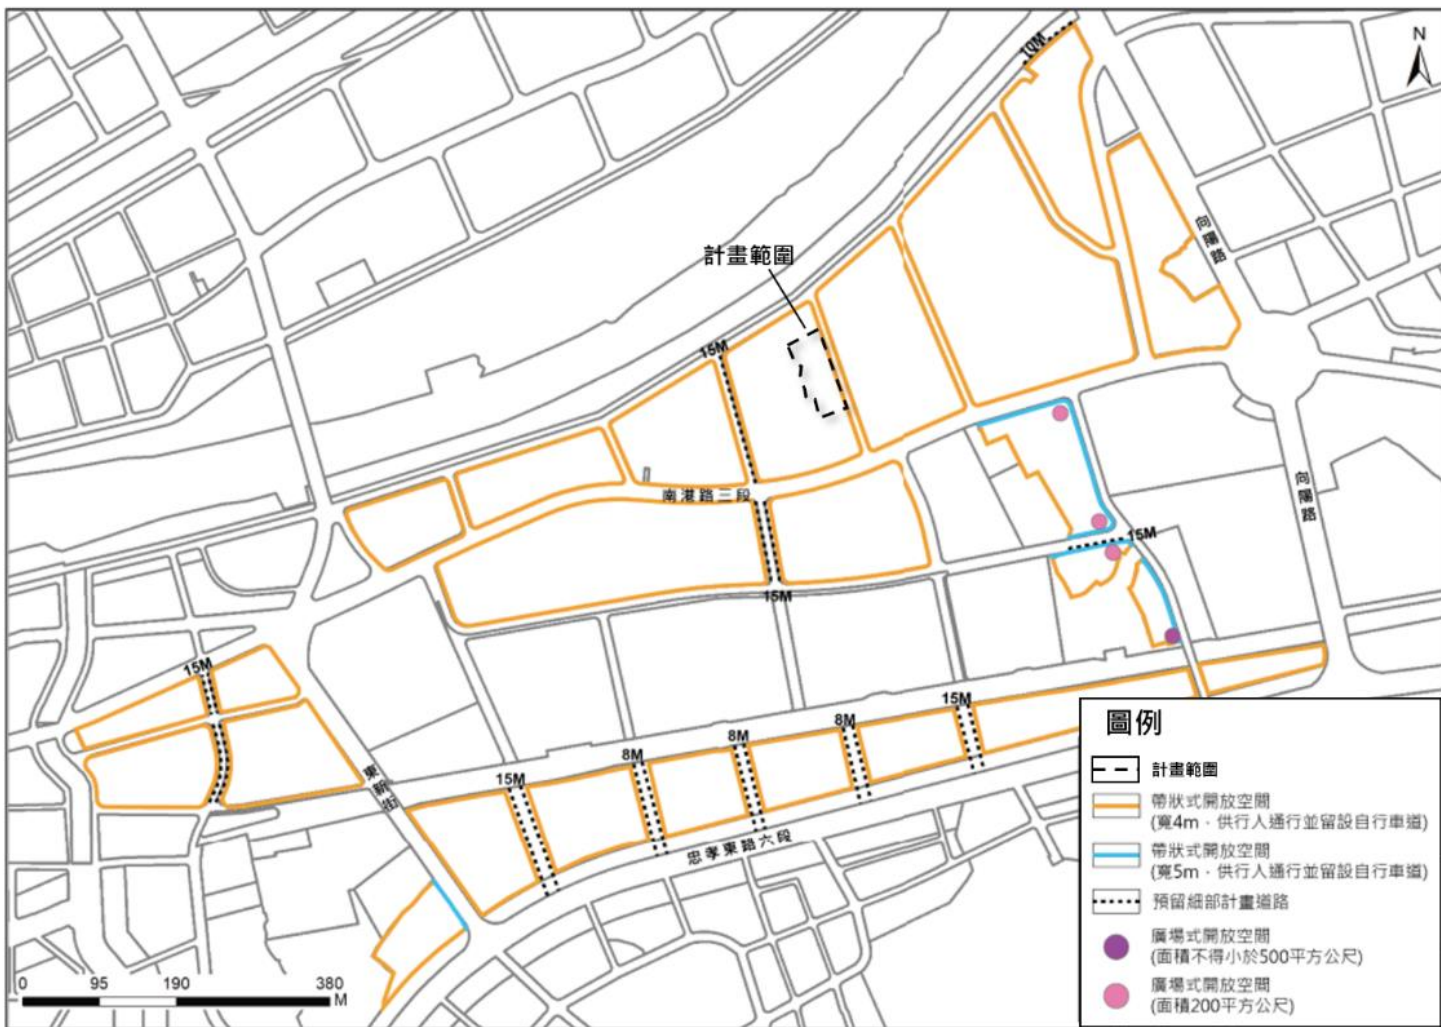 10M
N
向陽路
計畫範圍
15M
南港路三段
向陽路
15M
15M
15M
15M
8M
8M
8M
15M
東新街
忠孝東路六段
0 95 190 380
M
圖例
計畫範圍
帶狀式開放空間
(寬4m．供行人通行並留設自行車道)
帶狀式開放空間
(寬5m．供行人通行並留設自行車道)
預留細部計畫道路
廣場式開放空間
(面積不得小於500平方公尺)
廣場式開放空間
(面積200平方公尺)